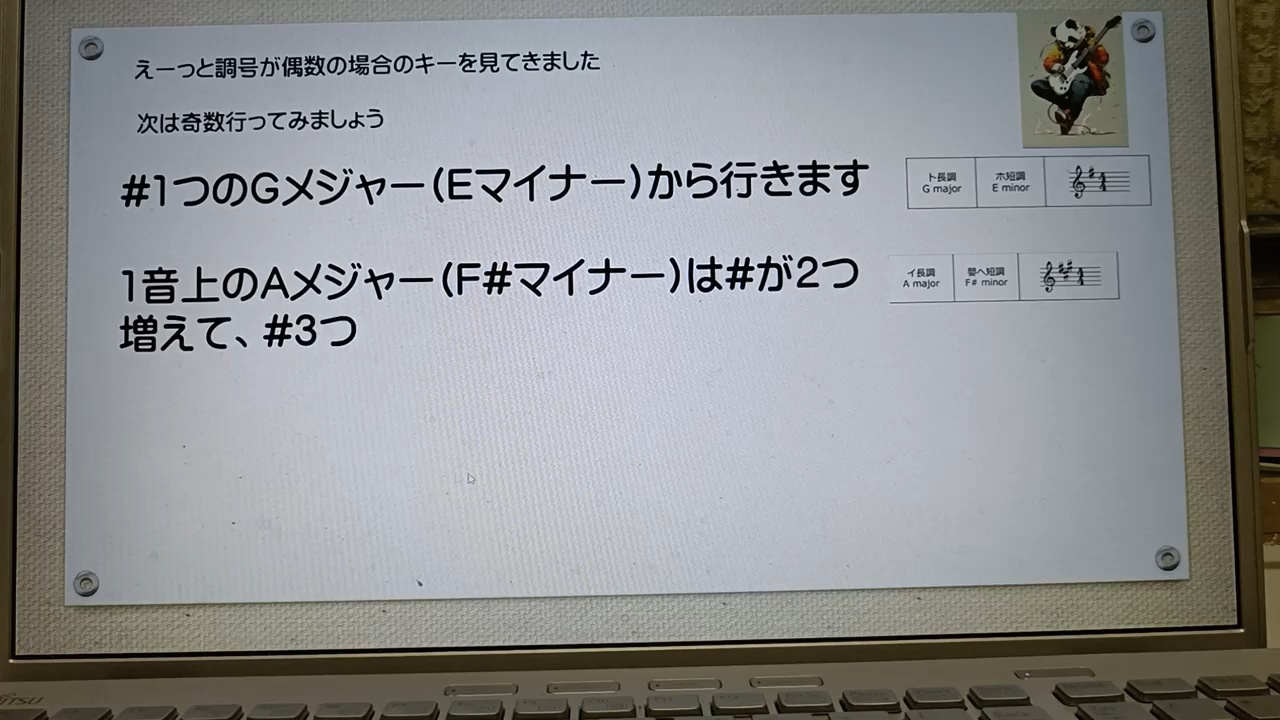 えーっと調号が偶数の場合のキーを見てきました
次は奇数行ってみましょう
#1つのGメジャー(Eマイナー)から行きます
ト長調 ホ短調
G major E minor
1音上のAメジャー(F#マイナー)は#が2つ
増えて、#3つ
イ長調 嬰ヘ短調
A major F# minor